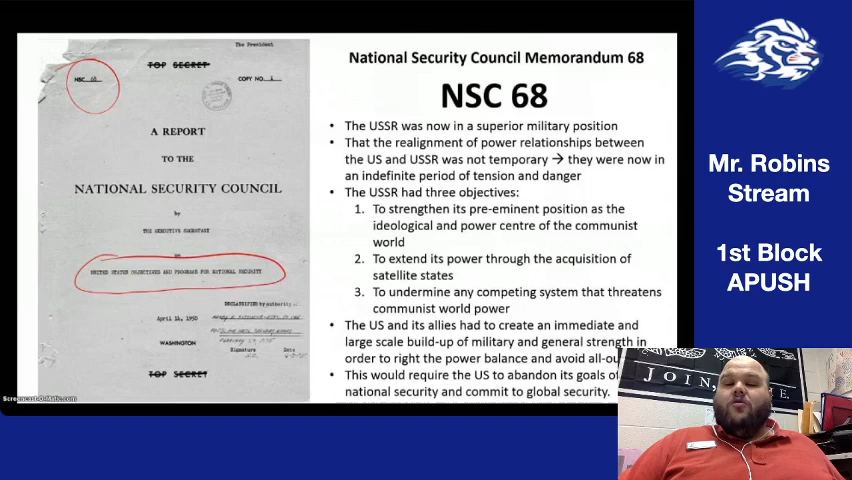 The President
TOP SECRET
NSC 68
COPY NO. 1
A REPORT
TO THE
NATIONAL SECURITY COUNCIL
by
THE EXECUTIVE SECRETARY
on
UNITED STATES OBJECTIVES AND PROGRAMS FOR NATIONAL SECURITY
DECLASSIFIED by authority
April 14, 1950
WASHINGTON
Signature Date
TOP SECRET
Screencast-O-Matic.com
National Security Council Memorandum 68
NSC 68
• The USSR was now in a superior military position
• That the realignment of power relationships between
the US and USSR was not temporary → they were now in
an indefinite period of tension and danger
• The USSR had three objectives:
1. To strengthen its pre-eminent position as the
ideological and power centre of the communist
world
2. To extend its power through the acquisition of
satellite states
3. To undermine any competing system that threatens
communist world power
• The US and its allies had to create an immediate and
large scale build-up of military and general strength in
order to right the power balance and avoid all-ou
• This would require the US to abandon its goals of
national security and commit to global security.
Mr. Robins
Stream
1st Block
APUSH
JOIN,